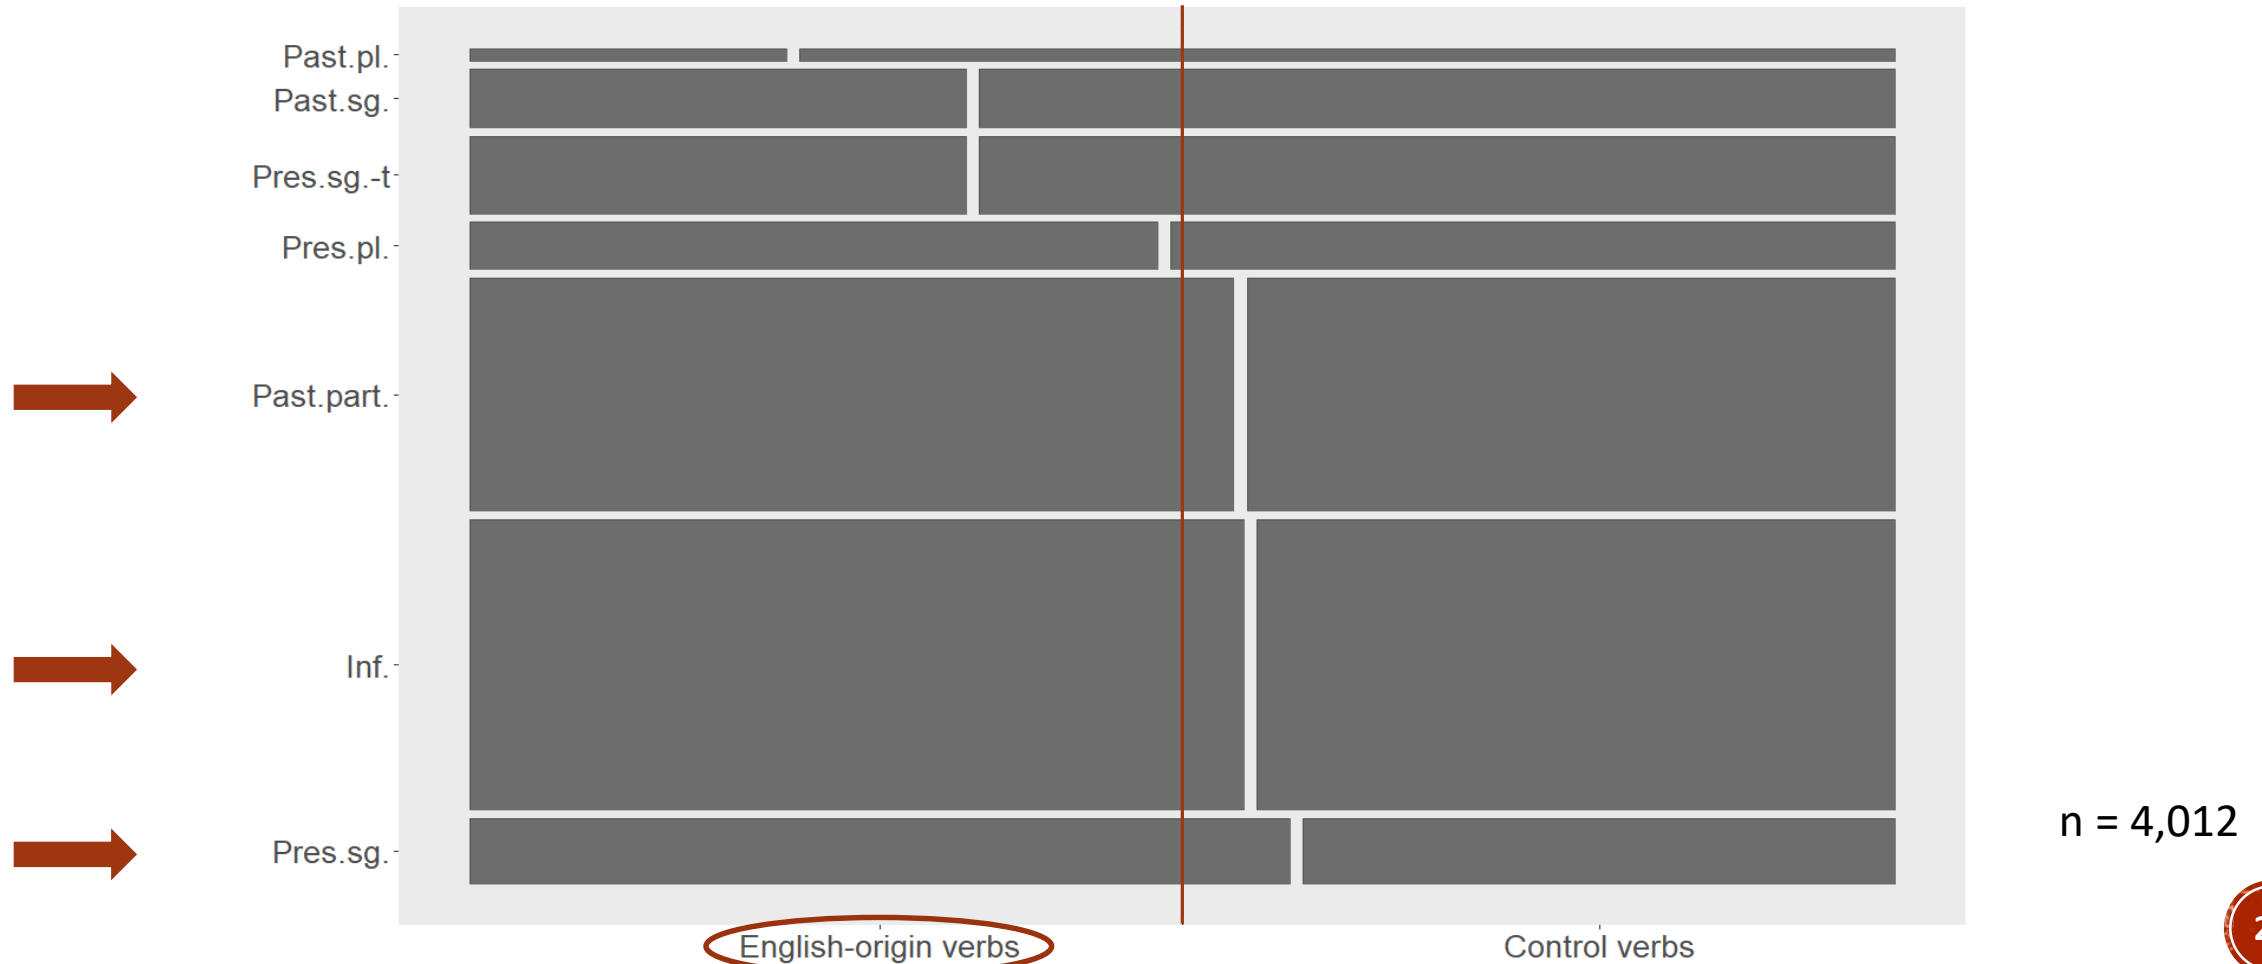 Past.pl.
Past.sg.
Pres.sg.-t
Pres.pl.
Past.part.
Inf.
Pres.sg.
n = 4,012
English-origin verbs
Control verbs